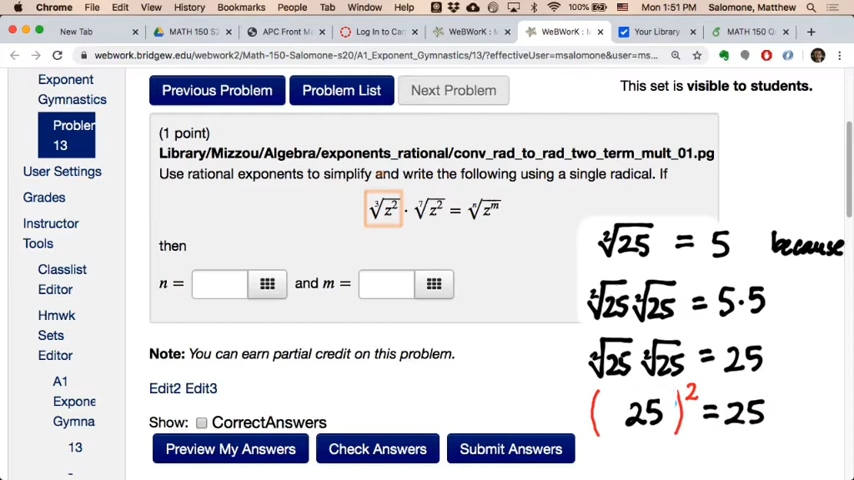 Chrome File Edit View History Bookmarks People Tab Window Help 100% Mon 1:51 PM Salomone, Matthew
New Tab × MATH 150 S2 × APC Front Ma × Log In to Can × WeBWorK : M × WeBWorK : M × Your Library × MATH 150 Q ×
webwork.bridgew.edu/webwork2/Math-150-Salomone-s20/A1_Exponent_Gymnastics/13/?effectiveUser=msalomone&user=ms...
Exponent
Gymnastics
Problem
13
User Settings
Grades
Instructor
Tools
Classlist
Editor
Hmwk
Sets
Editor
A1
Expone
Gymna
13
Previous Problem Problem List Next Problem
This set is visible to students.
(1 point)
Library/Mizzou/Algebra/exponents_rational/conv_rad_to_rad_two_term_mult_01.pg
Use rational exponents to simplify and write the following using a single radical. If
∛z² · ⁷√z² = ⁿ√zᵐ
then
n = and m =
Note: You can earn partial credit on this problem.
Edit2 Edit3
Show: CorrectAnswers
Preview My Answers Check Answers Submit Answers
²√25 = 5 because
²√25 ²√25 = 5·5
²√25 ²√25 = 25
( 25 )² = 25